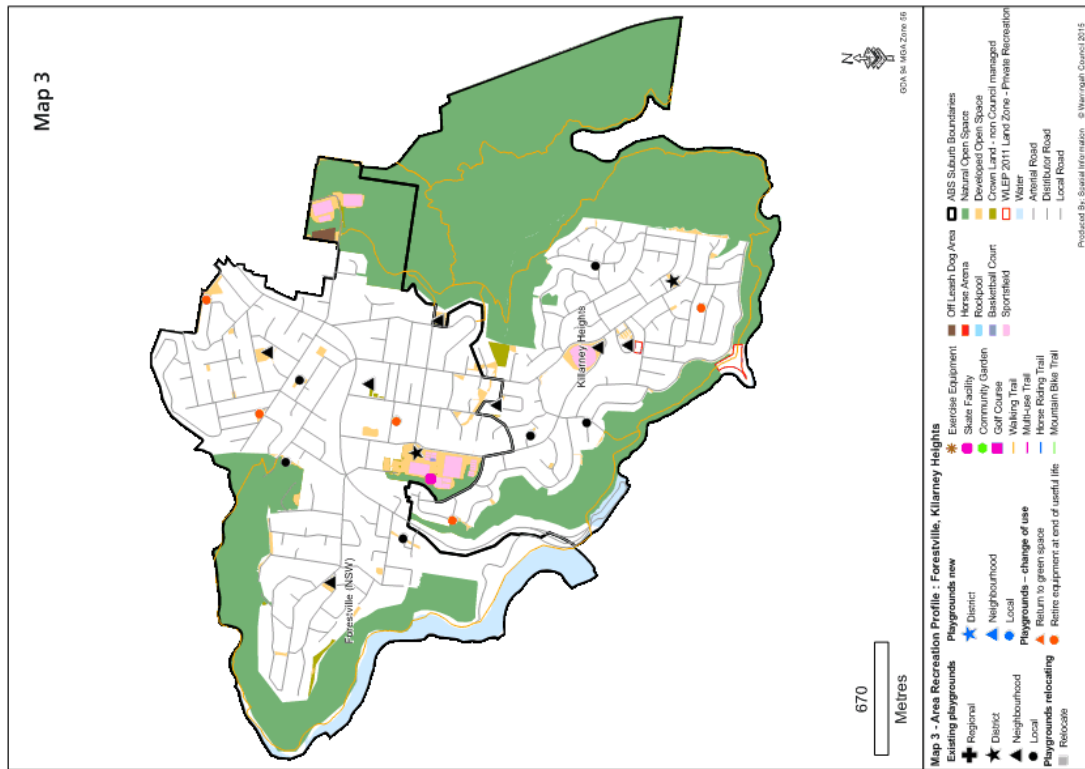 Map 3
N
GDA 94 MGA Zone 56
Killarney Heights
Forestville (NSW)
670
Metres
Map 3 - Area Recreation Profile : Forestville, Killarney Heights
Existing playgrounds
Regional
District
Neighbourhood
Local
Playgrounds relocating
Relocate
Playgrounds new
District
Neighbourhood
Local
Playgrounds – change of use
Return to green space
Retire equipment at end of useful life
Exercise Equipment
Skate Facility
Community Garden
Golf Course
Walking Trail
Multi-use Trail
Horse Riding Trail
Mountain Bike Trail
Off Leash Dog Area
Horse Arena
Rockpool
Basketball Court
Sportsfield
ABS Suburb Boundaries
Natural Open Space
Developed Open Space
Crown Land - non Council managed
WLEP 2011 Land Zone - Private Recreation
Water
Arterial Road
Distributor Road
Local Road
Produced By: Spatial Information © Warringah Council 2015